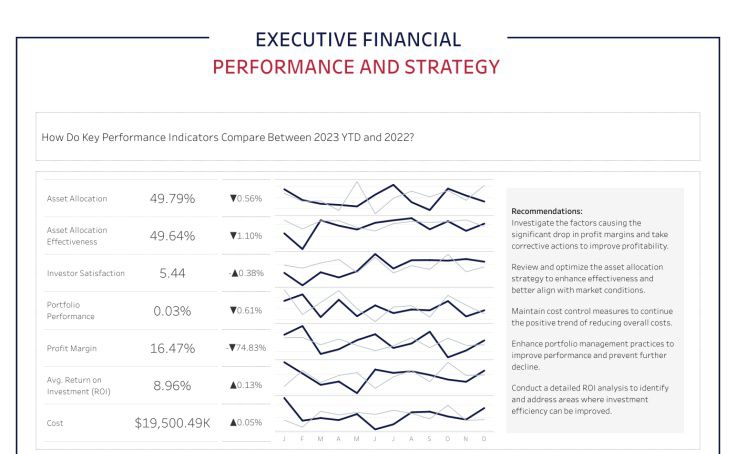 EXECUTIVE FINANCIAL
PERFORMANCE AND STRATEGY
How Do Key Performance Indicators Compare Between 2023 YTD and 2022?
Asset Allocation 49.79% ▼0.56%
Asset Allocation
Effectiveness 49.64% ▼1.10%
Investor Satisfaction 5.44 -▲0.38%
Portfolio
Performance 0.03% ▼0.61%
Profit Margin 16.47% -▼74.83%
Avg. Return on
Investment (ROI) 8.96% ▲0.13%
Cost $19,500.49K ▲0.05%
J F M A M J J A S O N D
Recommendations:
Investigate the factors causing the
significant drop in profit margins and take
corrective actions to improve profitability.
Review and optimize the asset allocation
strategy to enhance effectiveness and
better align with market conditions.
Maintain cost control measures to continue
the positive trend of reducing overall costs.
Enhance portfolio management practices to
improve performance and prevent further
decline.
Conduct a detailed ROI analysis to identify
and address areas where investment
efficiency can be improved.